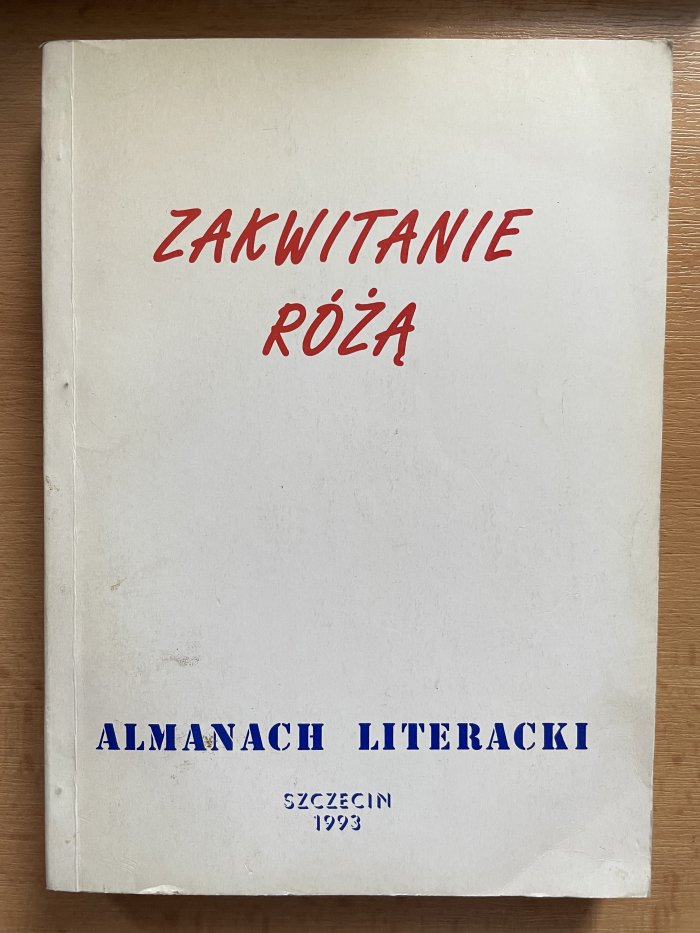 ZAKWITANIE
RÓŻĄ
ALMANACH LITERACKI
SZCZECIN
1993